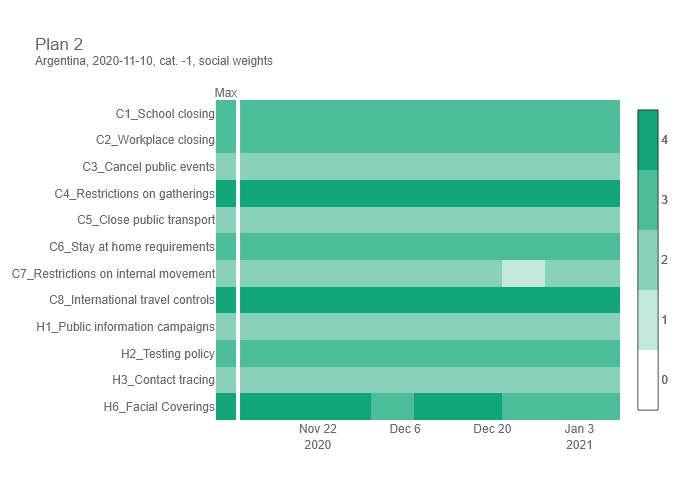 Plan 2
Argentina, 2020-11-10, cat. -1, social weights
Max
C1_School closing
C2_Workplace closing
C3_Cancel public events
C4_Restrictions on gatherings
C5_Close public transport
C6_Stay at home requirements
C7_Restrictions on internal movement
C8_International travel controls
H1_Public information campaigns
H2_Testing policy
H3_Contact tracing
H6_Facial Coverings
Nov 22 Dec 6 Dec 20 Jan 3
2020 2021
4
3
2
1
0